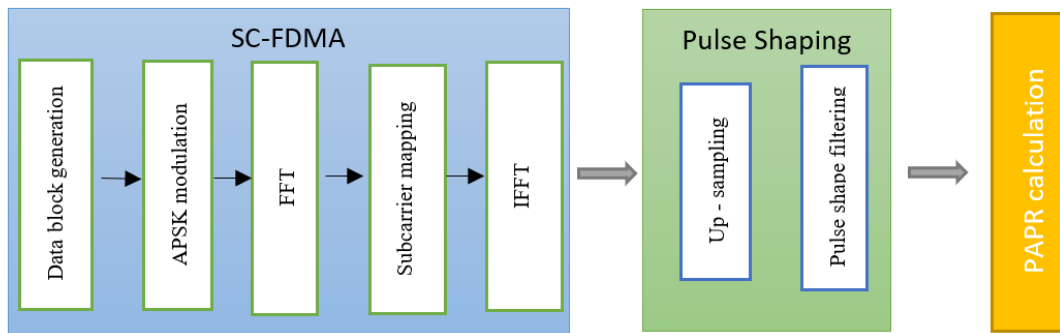 SC-FDMA
Data block generation
APSK modulation
FFT
Subcarrier mapping
IFFT
Pulse Shaping
Up - sampling
Pulse shape filtering
PAPR calculation